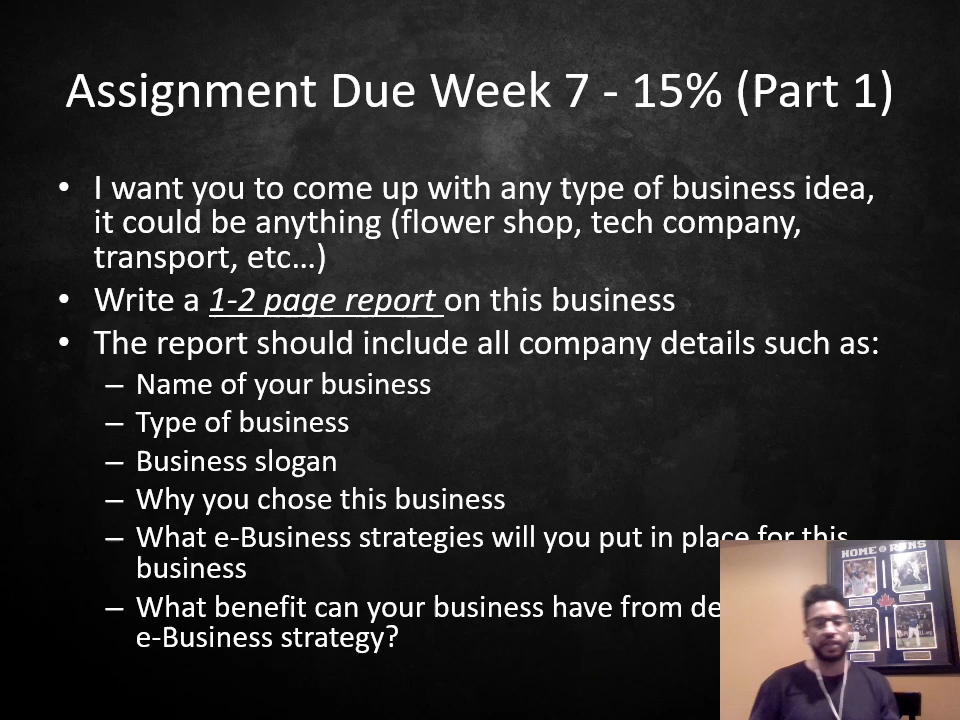 Assignment Due Week 7 - 15% (Part 1)
• I want you to come up with any type of business idea,
it could be anything (flower shop, tech company,
transport, etc…)
• Write a 1-2 page report on this business
• The report should include all company details such as:
– Name of your business
– Type of business
– Business slogan
– Why you chose this business
– What e-Business strategies will you put in place for this
business
– What benefit can your business have from
e-Business strategy?
HOME RUNS